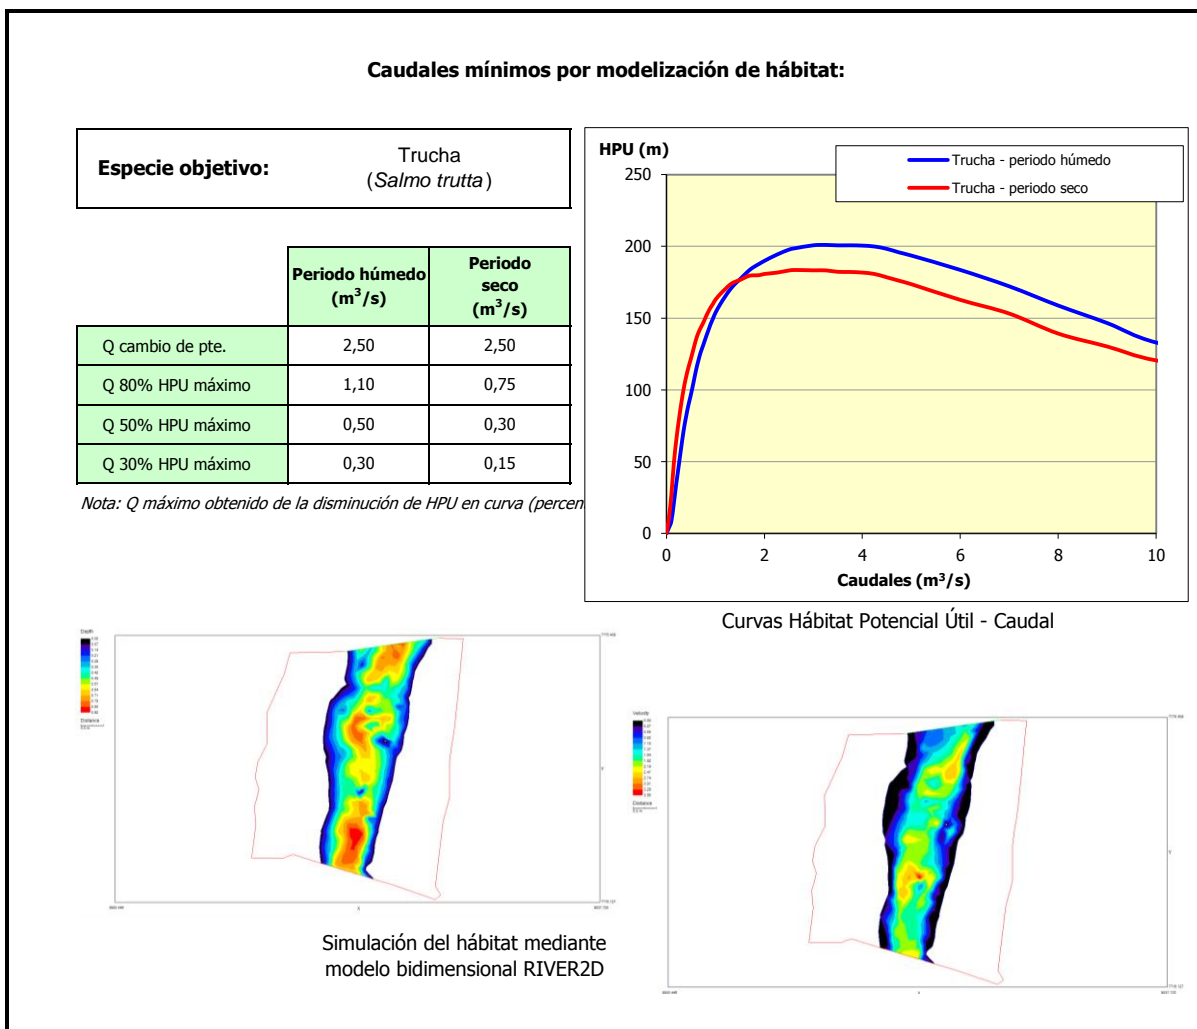 Caudales mínimos por modelización de hábitat:
Especie objetivo:
Trucha
(Salmo trutta)
Periodo húmedo
(m³/s)
Periodo
seco
(m³/s)
Q cambio de pte.
2,50
2,50
Q 80% HPU máximo
1,10
0,75
Q 50% HPU máximo
0,50
0,30
Q 30% HPU máximo
0,30
0,15
Nota: Q máximo obtenido de la disminución de HPU en curva (percen
HPU (m)
Trucha - periodo húmedo
Trucha - periodo seco
250
200
150
100
50
0
0
2
4
6
8
10
Caudales (m³/s)
Curvas Hábitat Potencial Útil - Caudal
Depth
Distance
Simulación del hábitat mediante
modelo bidimensional RIVER2D
Velocity
Distance